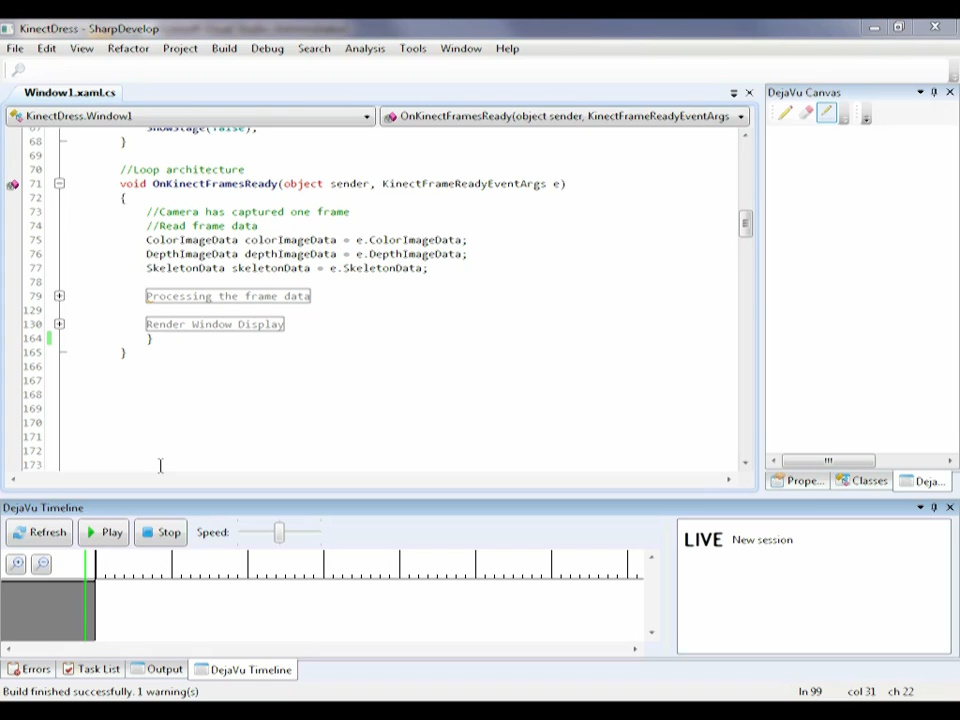 KinectDress - SharpDevelop
File Edit View Refactor Project Build Debug Search Analysis Tools Window Help
Window1.xaml.cs
DejaVu Canvas
KinectDress.Window1
OnKinectFramesReady(object sender, KinectFrameReadyEventArgs
67 ShowStage(false);
68 }
69
70 //Loop architecture
71 void OnKinectFramesReady(object sender, KinectFrameReadyEventArgs e)
72 {
73 //Camera has captured one frame
74 //Read frame data
75 ColorImageData colorImageData = e.ColorImageData;
76 DepthImageData depthImageData = e.DepthImageData;
77 SkeletonData skeletonData = e.SkeletonData;
78
79 Processing the frame data
129
130 Render Window Display
164 }
165 }
166
167
168
169
170
171
172
173
Prope... Classes Deja...
DejaVu Timeline
Refresh Play Stop Speed:
LIVE New session
Errors Task List Output DejaVu Timeline
Build finished successfully. 1 warning(s)
ln 99 col 31 ch 22